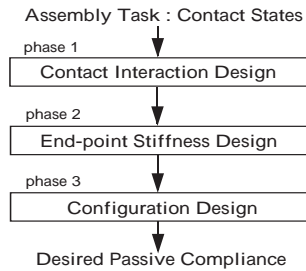 Assembly Task : Contact States
phase 1
Contact Interaction Design
phase 2
End-point Stiffness Design
phase 3
Configuration Design
Desired Passive Compliance